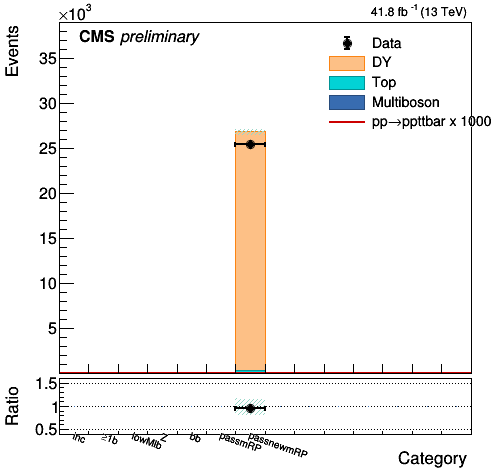 ×10³
41.8 fb⁻¹ (13 TeV)
CMS preliminary
Events
Data
DY
Top
Multiboson
pp→ppttbar x 1000
35
30
25
20
15
10
5
Ratio
1.5
1
0.5
inc
≥1b
lowMlb
Z
bb
passmRP
passnewmRP
Category